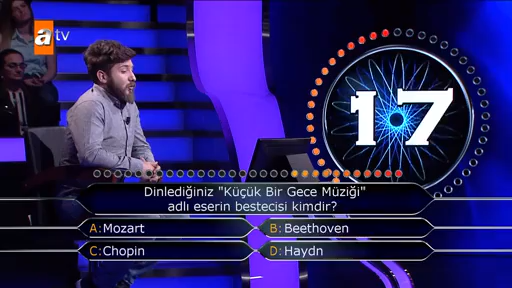 atv
17
Dinlediğiniz "Küçük Bir Gece Müziği"
adlı eserin bestecisi kimdir?
A:Mozart
B:Beethoven
C:Chopin
D:Haydn